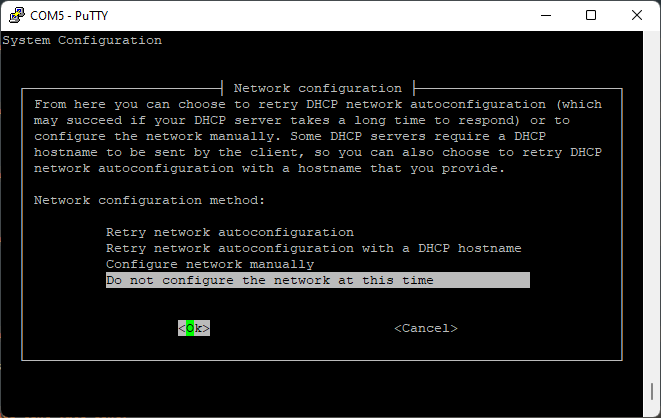 COM5 - PuTTY
System Configuration
Network configuration
From here you can choose to retry DHCP network autoconfiguration (which
may succeed if your DHCP server takes a long time to respond) or to
configure the network manually. Some DHCP servers require a DHCP
hostname to be sent by the client, so you can also choose to retry DHCP
network autoconfiguration with a hostname that you provide.
Network configuration method:
Retry network autoconfiguration
Retry network autoconfiguration with a DHCP hostname
Configure network manually
Do not configure the network at this time
<Ok> <Cancel>